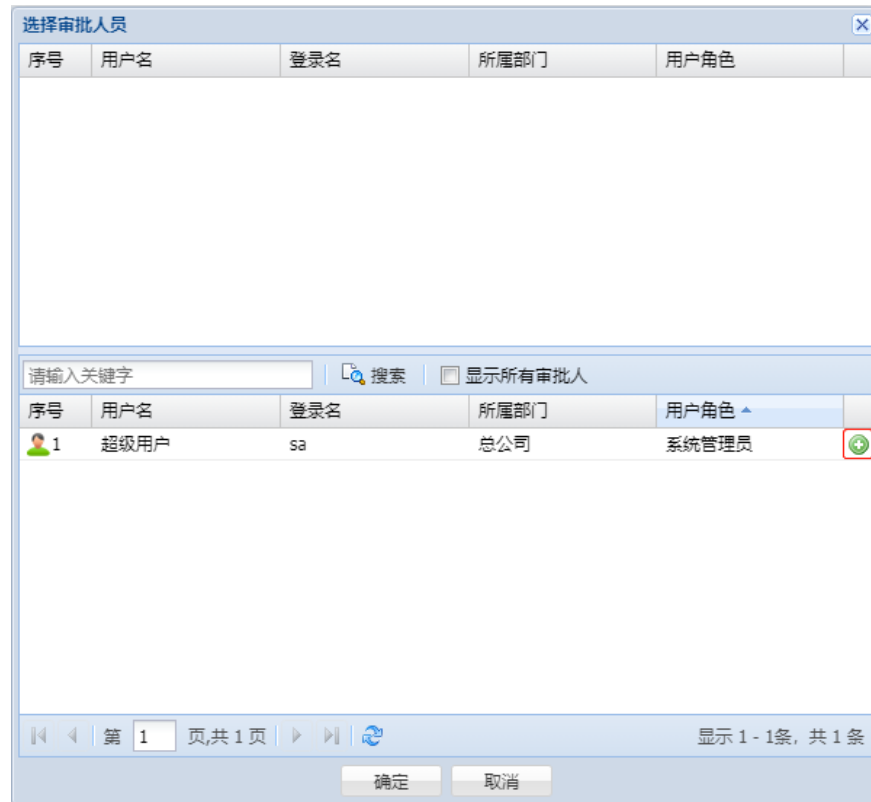 选择审批人员
序号 用户名 登录名 所属部门 用户角色
请输入关键字 搜索 显示所有审批人
序号 用户名 登录名 所属部门 用户角色
1 超级用户 sa 总公司 系统管理员
第 1 页,共 1 页 显示 1 - 1条，共 1 条
确定 取消